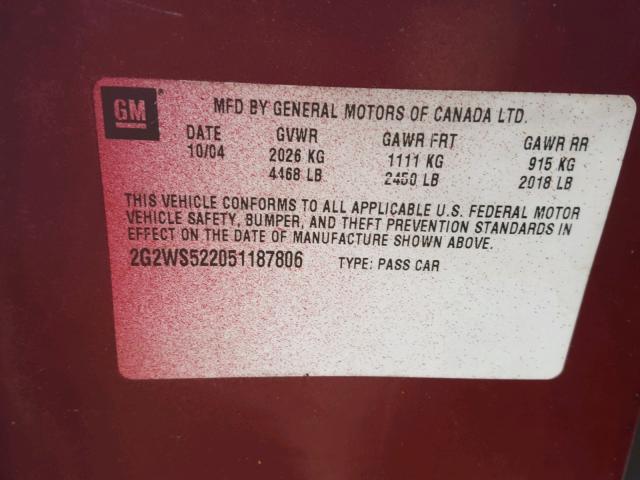 GM MFD BY GENERAL MOTORS OF CANADA LTD.
DATE GVWR GAWR FRT GAWR RR
10/04 2026 KG 1111 KG 915 KG
4468 LB 2450 LB 2018 LB
THIS VEHICLE CONFORMS TO ALL APPLICABLE U.S. FEDERAL MOTOR
VEHICLE SAFETY, BUMPER, AND THEFT PREVENTION STANDARDS IN
EFFECT ON THE DATE OF MANUFACTURE SHOWN ABOVE.
2G2WS522051187806 TYPE: PASS CAR